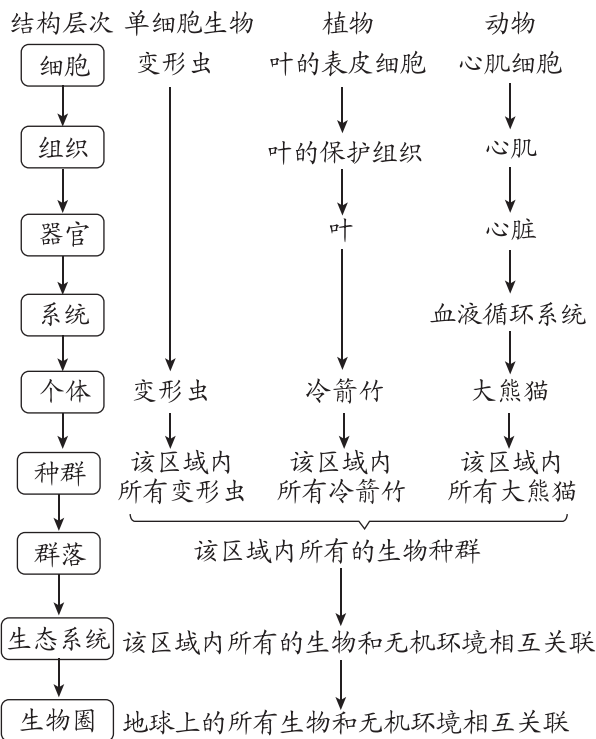 结构层次 单细胞生物 植物 动物
细胞 变形虫 叶的表皮细胞 心肌细胞
组织 叶的保护组织 心肌
器官 叶 心脏
系统 血液循环系统
个体 变形虫 冷箭竹 大熊猫
种群 该区域内 该区域内 该区域内
所有变形虫 所有冷箭竹 所有大熊猫
群落 该区域内所有的生物种群
生态系统 该区域内所有的生物和无机环境相互关联
生物圈 地球上的所有生物和无机环境相互关联